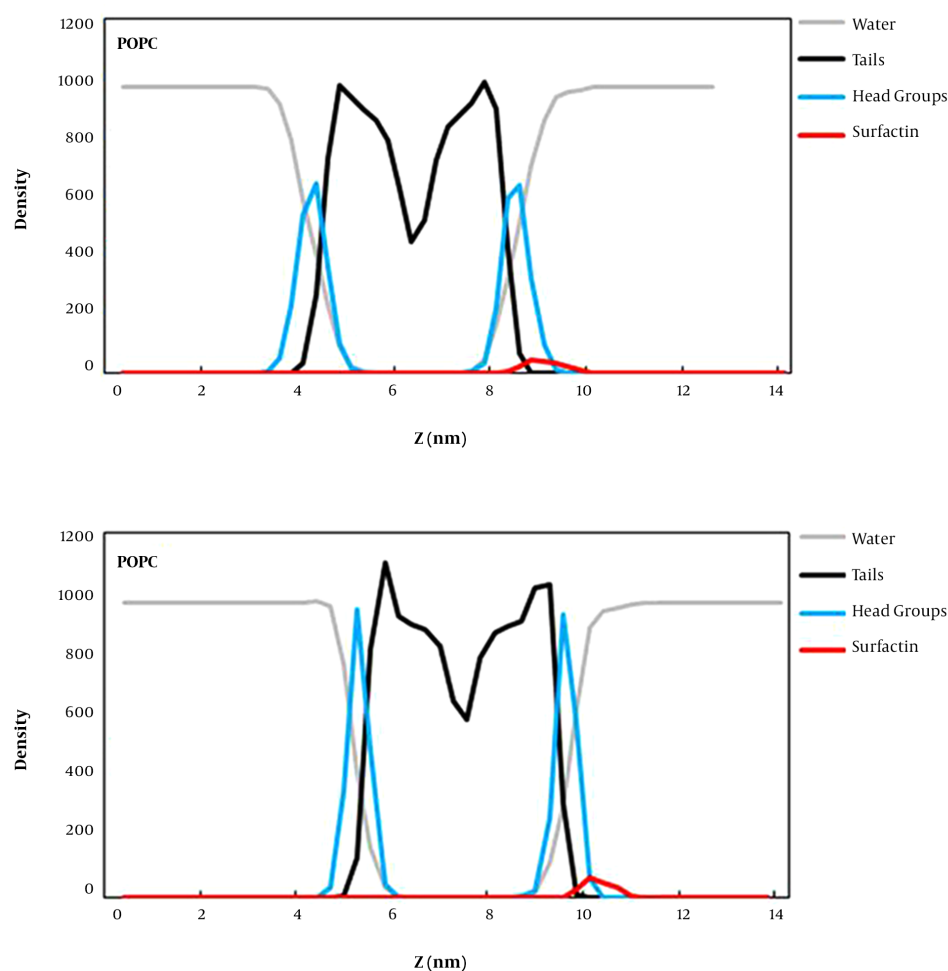 1200
POPC
1000
800
600
400
200
0
Density
0 2 4 6 8 10 12 14
Z (nm)
Water
Tails
Head Groups
Surfactin
1200
POPC
1000
800
600
400
200
0
Density
0 2 4 6 8 10 12 14
Z (nm)
Water
Tails
Head Groups
Surfactin